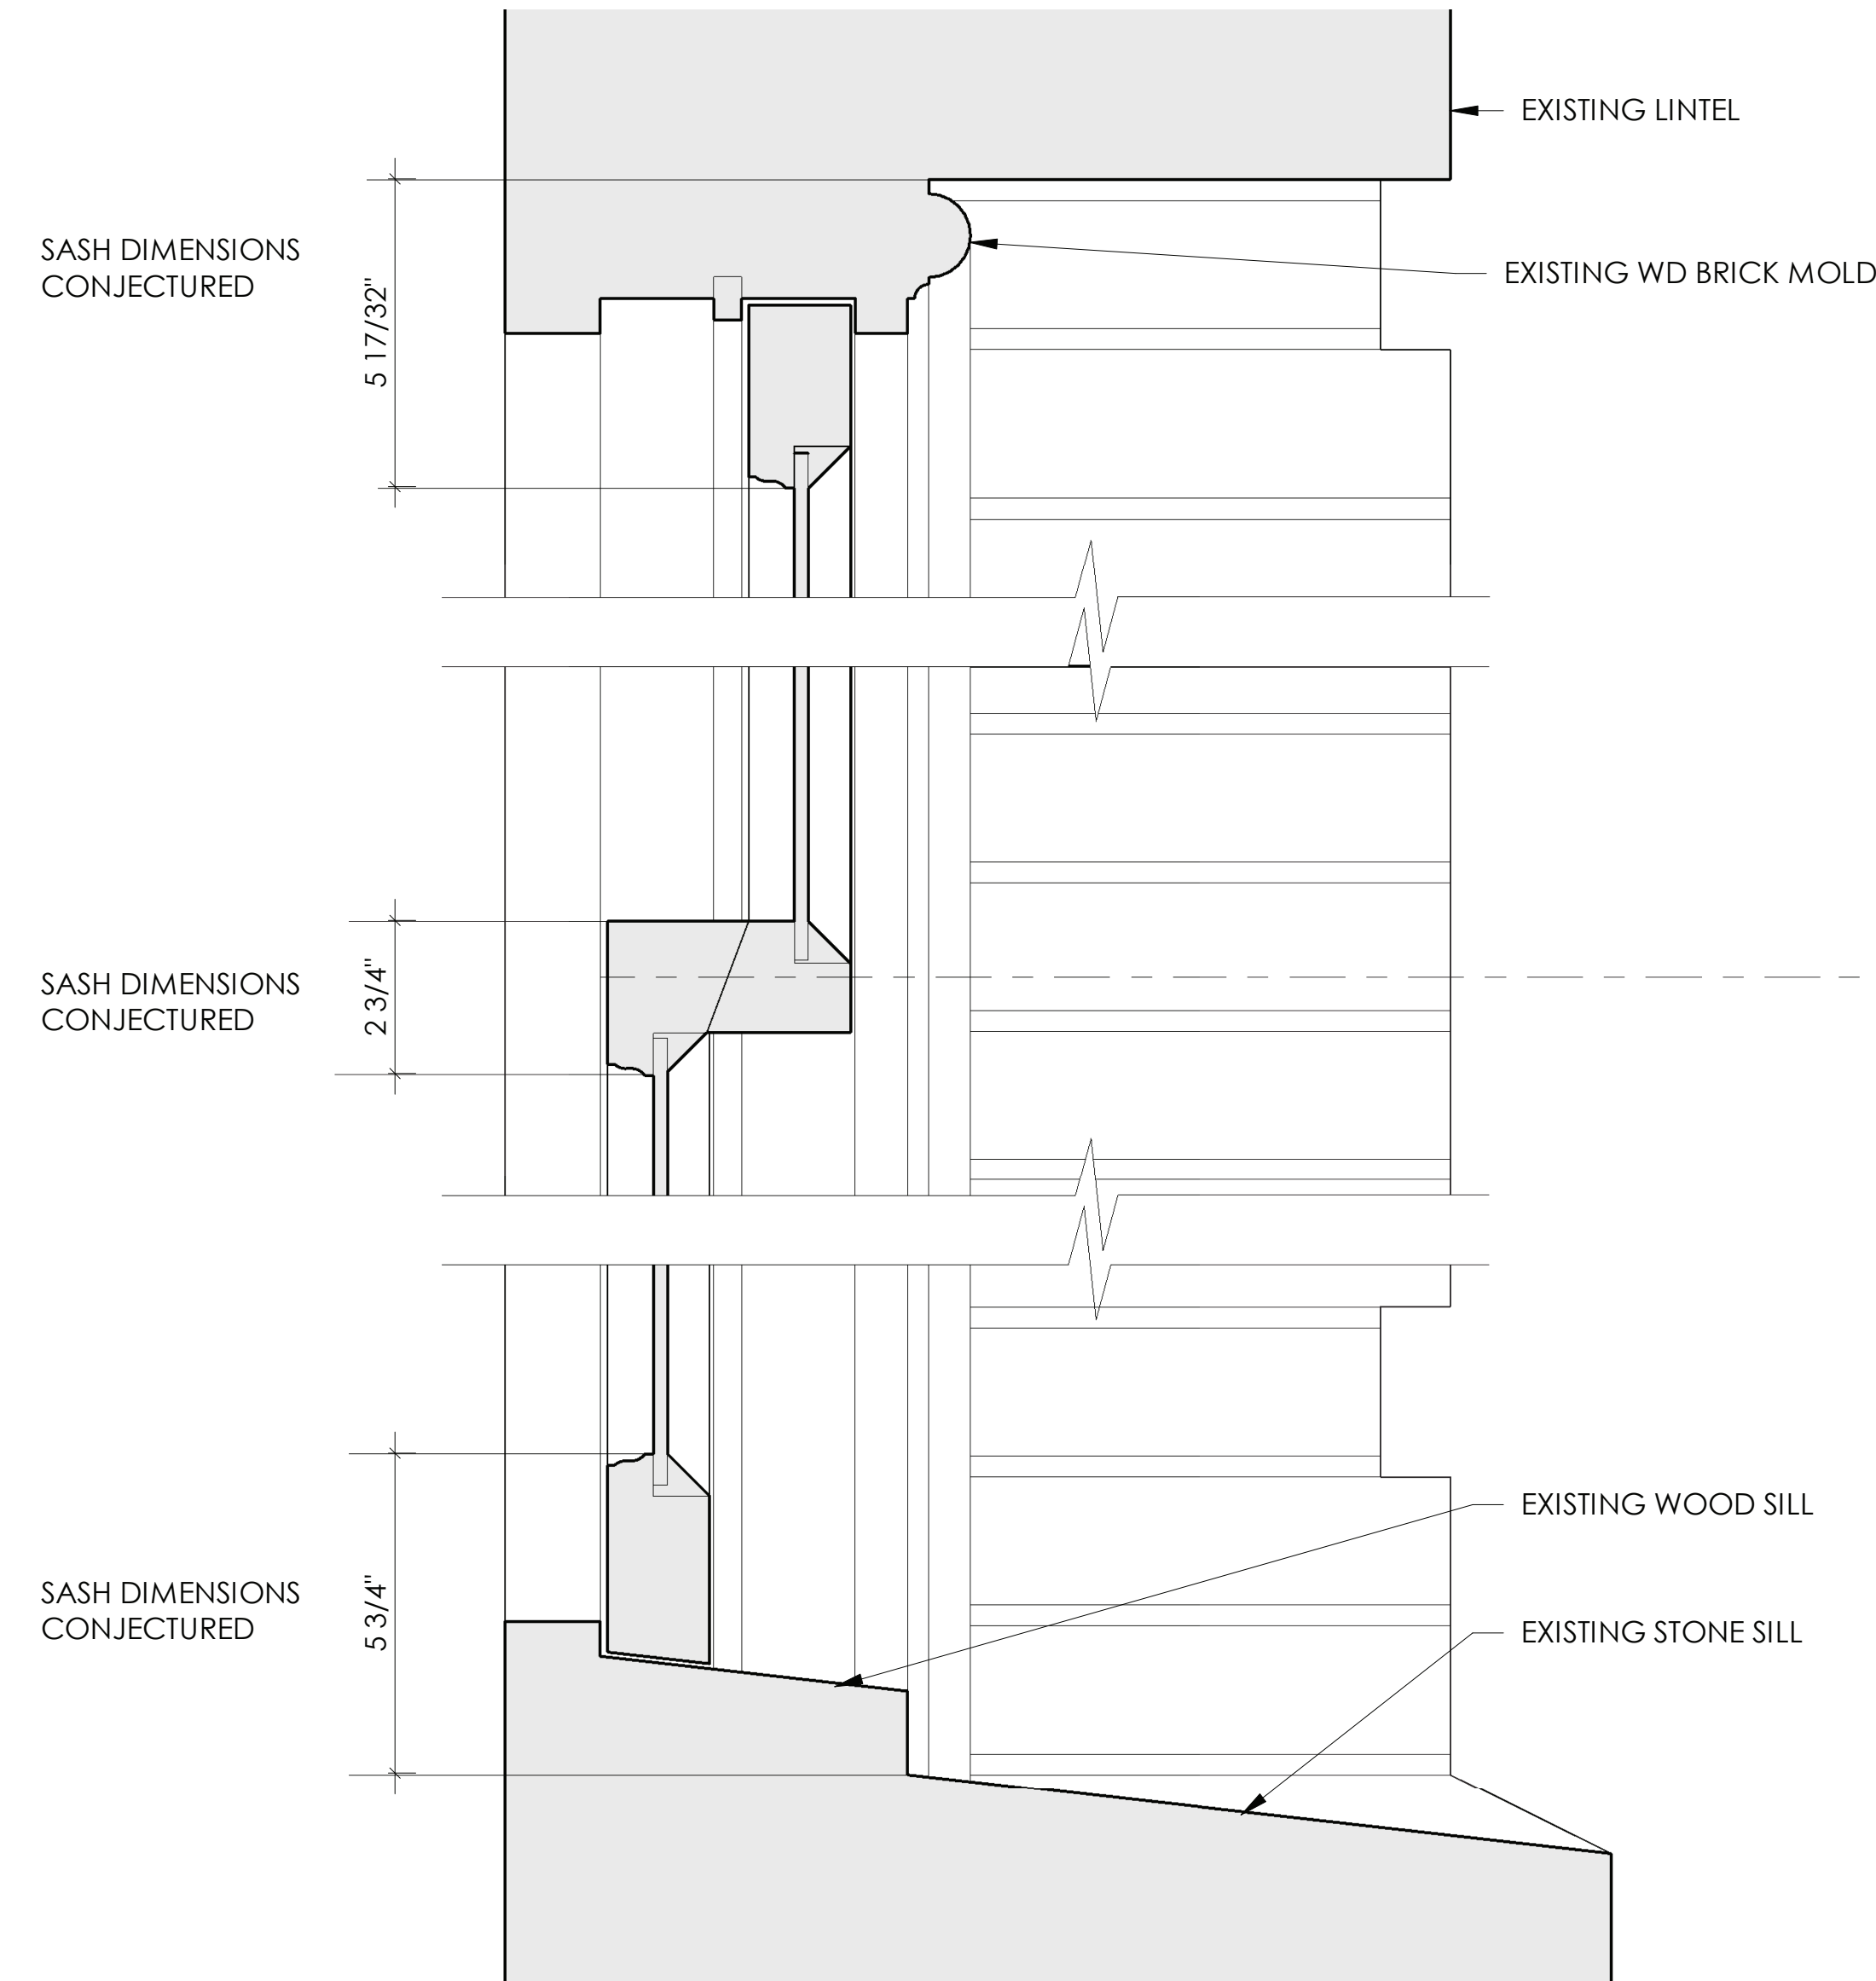 EXISTING LINTEL
SASH DIMENSIONS
CONJECTURED
5 17/32"
EXISTING WD BRICK MOLD
SASH DIMENSIONS
CONJECTURED
2 3/4"
EXISTING WOOD SILL
SASH DIMENSIONS
CONJECTURED
5 3/4"
EXISTING STONE SILL